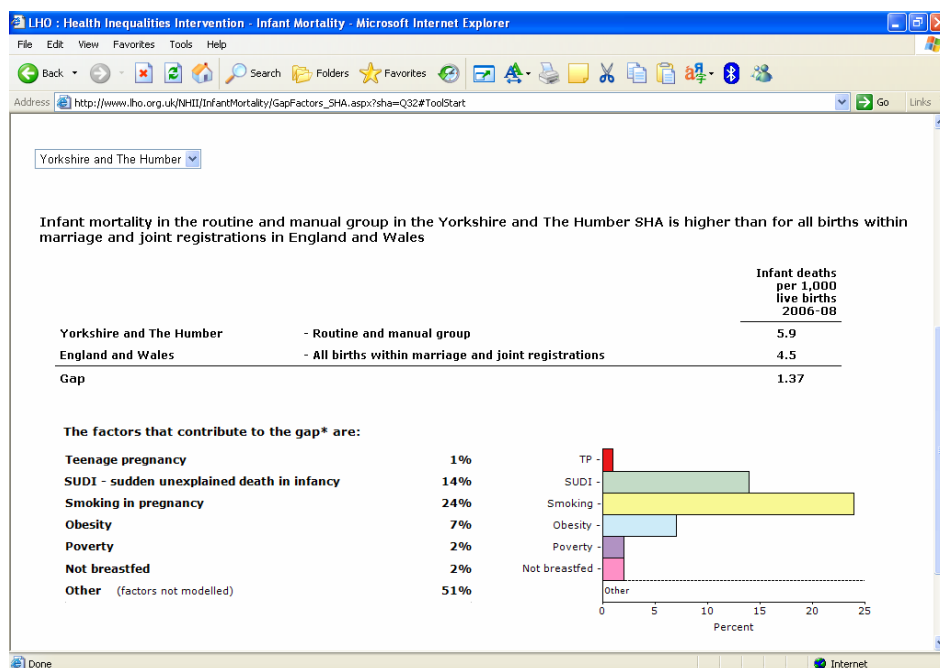 LHO : Health Inequalities Intervention - Infant Mortality - Microsoft Internet Explorer
File Edit View Favorites Tools Help
Back Search Folders Favorites
Address http://www.lho.org.uk/NHII/InfantMortality/GapFactors_SHA.aspx?sha=Q32#ToolStart Go Links
Yorkshire and The Humber
Infant mortality in the routine and manual group in the Yorkshire and The Humber SHA is higher than for all births within
marriage and joint registrations in England and Wales
Infant deaths
per 1,000
live births
2006-08
Yorkshire and The Humber - Routine and manual group 5.9
England and Wales - All births within marriage and joint registrations 4.5
Gap 1.37
The factors that contribute to the gap* are:
Teenage pregnancy 1%
SUDI - sudden unexplained death in infancy 14%
Smoking in pregnancy 24%
Obesity 7%
Poverty 2%
Not breastfed 2%
Other (factors not modelled) 51%
TP
SUDI
Smoking
Obesity
Poverty
Not breastfed
Other
0 5 10 15 20 25
Percent
Done Internet